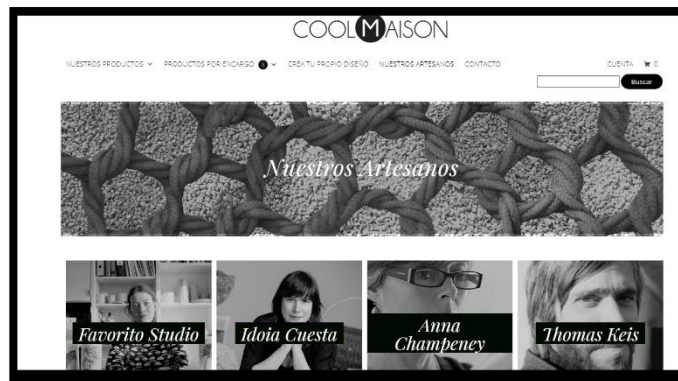 COOLMAISON
NUESTROS PRODUCTOS PRODUCTOS POR ENCARGO CREA TU PROPIO DISEÑO NUESTROS ARTESANOS CONTACTO CUENTA 0
Buscar
Nuestros Artesanos
Favorito Studio
Idoia Cuesta
Anna
Champeney
Thomas Keis